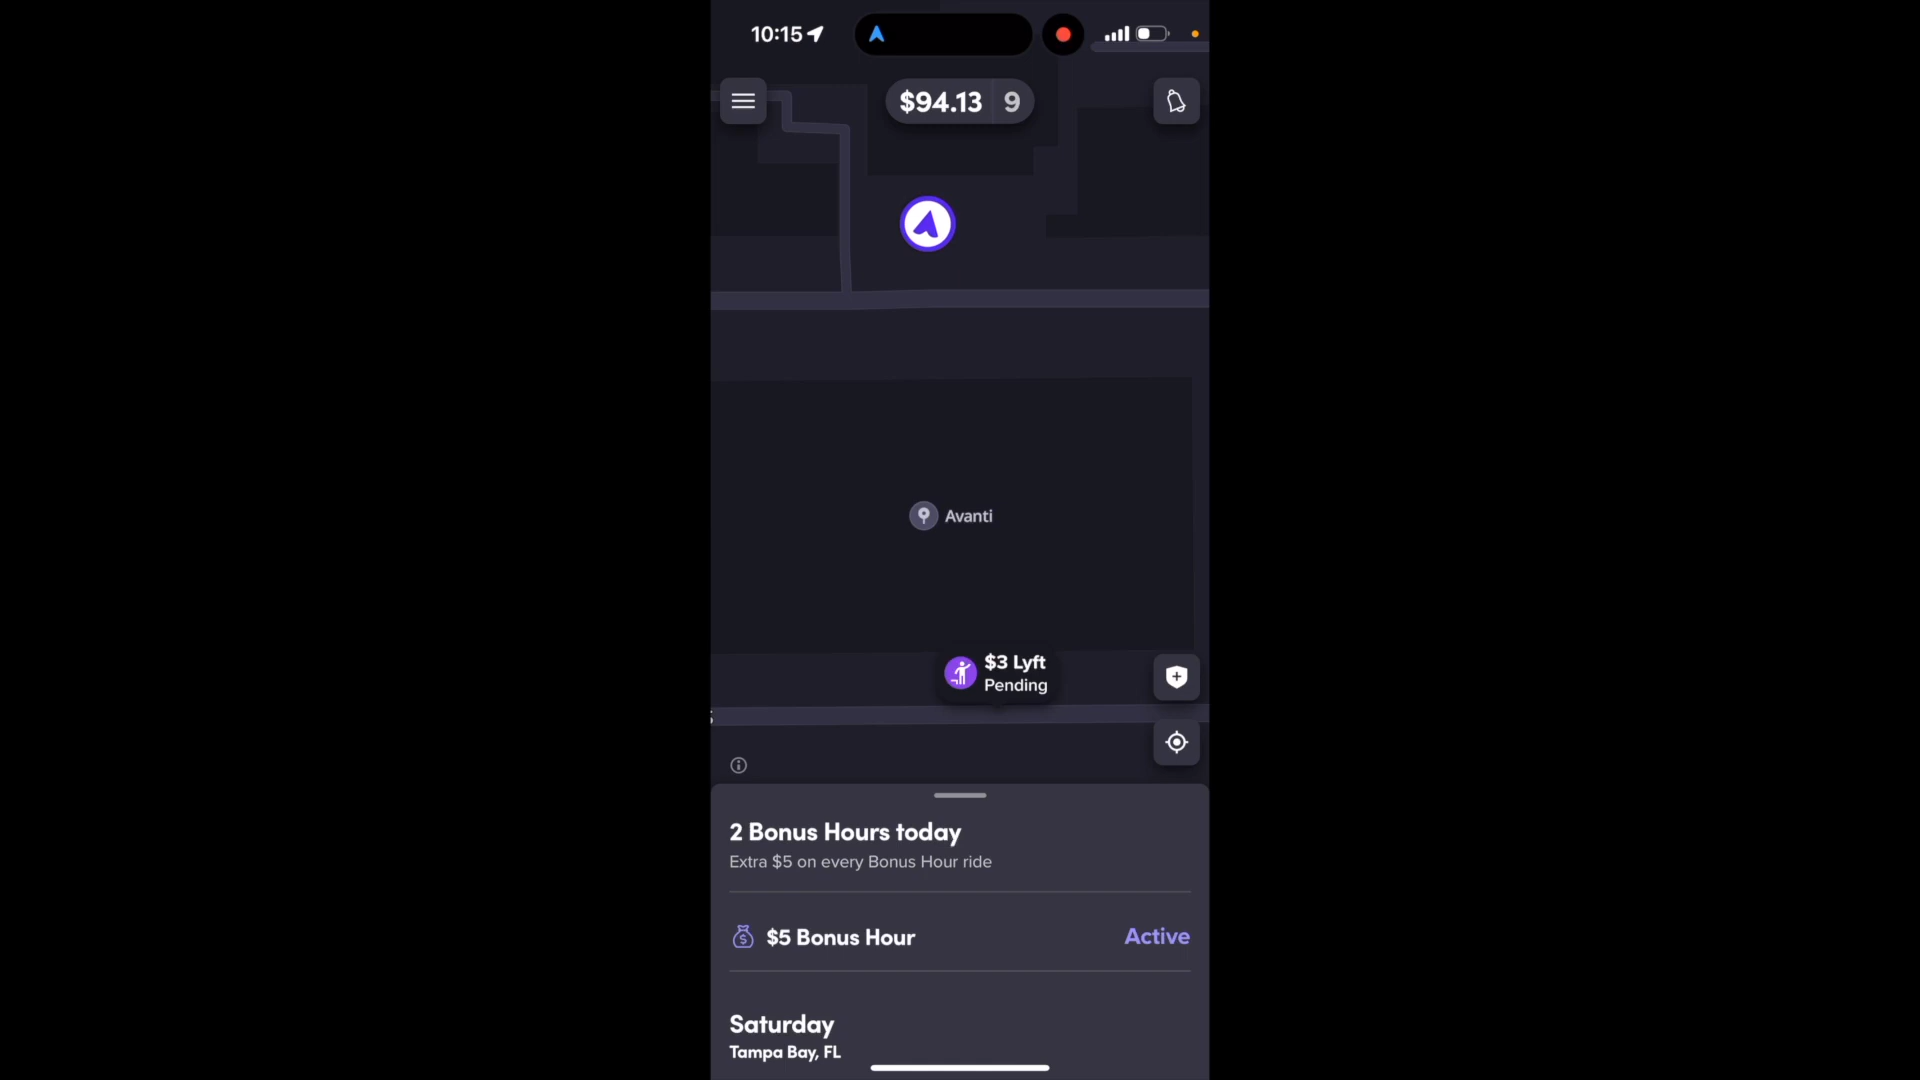 10:15
$94.13 9
Avanti
$3 Lyft
Pending
2 Bonus Hours today
Extra $5 on every Bonus Hour ride
$5 Bonus Hour
Active
Saturday
Tampa Bay, FL